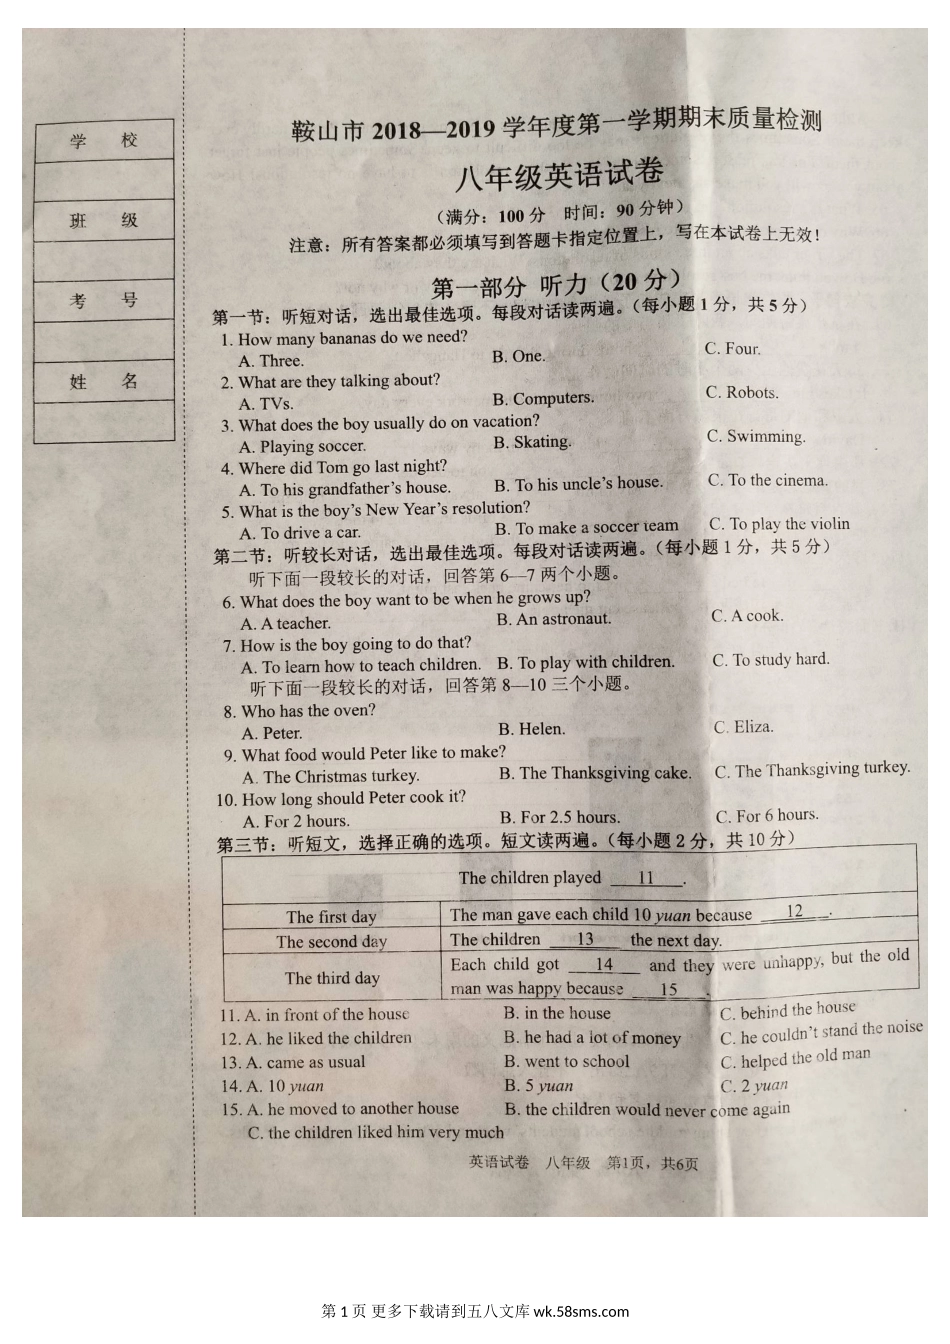 学 校
班 级
考 号
姓 名
鞍山市 2018—2019 学年度第一学期期末质量检测
八年级英语试卷
（满分：100 分 时间：90 分钟）
注意：所有答案都必须填写到答题卡指定位置上，写在本试卷上无效！
第一部分 听力（20 分）
第一节：听短对话，选出最佳选项。每段对话读两遍。（每小题 1 分，共 5 分）
1. How many bananas do we need?
A. Three. B. One. C. Four.
2. What are they talking about?
A. TVs. B. Computers. C. Robots.
3. What does the boy usually do on vacation?
A. Playing soccer. B. Skating. C. Swimming.
4. Where did Tom go last night?
A. To his grandfather's house. B. To his uncle's house. C. To the cinema.
5. What is the boy's New Year's resolution?
A. To drive a car. B. To make a soccer team C. To play the violin
第二节：听较长对话，选出最佳选项。每段对话读两遍。（每小题 1 分，共 5 分）
听下面一段较长的对话，回答第 6—7 两个小题。
6. What does the boy want to be when he grows up?
A. A teacher. B. An astronaut. C. A cook.
7. How is the boy going to do that?
A. To learn how to teach children. B. To play with children. C. To study hard.
听下面一段较长的对话，回答第 8—10 三个小题。
8. Who has the oven?
A. Peter. B. Helen. C. Eliza.
9. What food would Peter like to make?
A. The Christmas turkey. B. The Thanksgiving cake. C. The Thanksgiving turkey.
10. How long should Peter cook it?
A. For 2 hours. B. For 2.5 hours. C. For 6 hours.
第三节：听短文，选择正确的选项。短文读两遍。（每小题 2 分，共 10 分）
The children played 11 .
The first day The man gave each child 10 yuan because 12 .
The second day The children 13 the next day.
The third day Each child got 14 and they were unhappy, but the old
man was happy because 15 .
11. A. in front of the house B. in the house C. behind the house
12. A. he liked the children B. he had a lot of money C. he couldn't stand the noise
13. A. came as usual B. went to school C. helped the old man
14. A. 10 yuan B. 5 yuan C. 2 yuan
15. A. he moved to another house B. the children would never come again
C. the children liked him very much
英语试卷 八年级 第1页，共6页
第 1 页 更多下载请到五八文库 wk.58sms.com